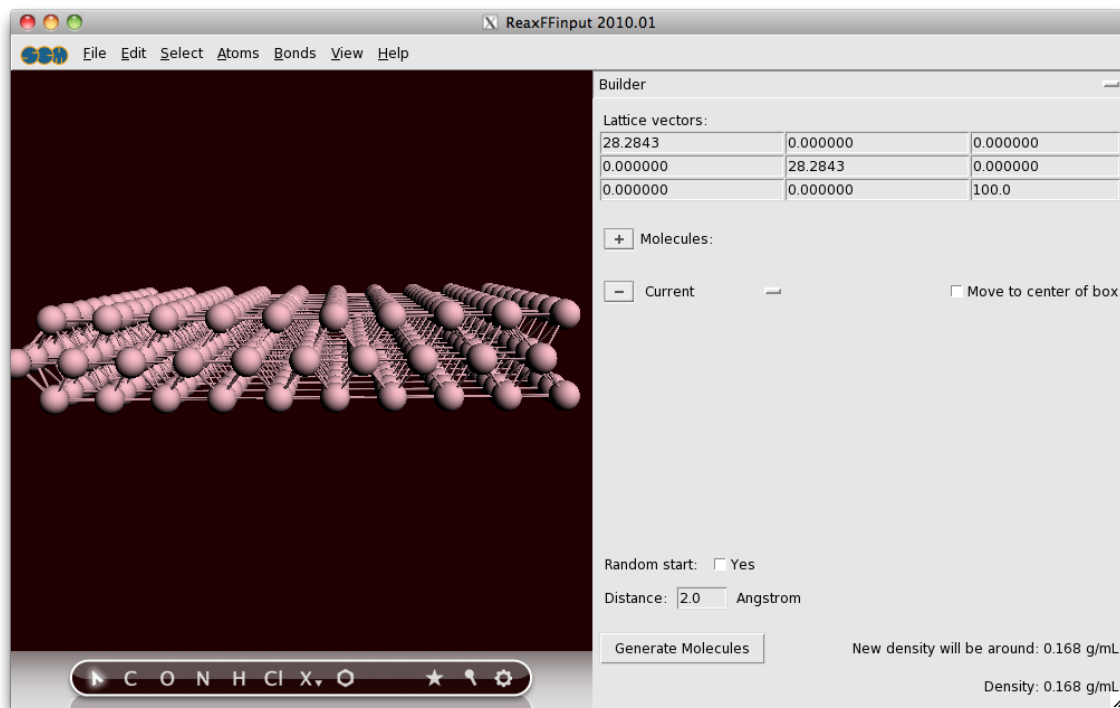 X ReaxFFinput 2010.01
SCM File Edit Select Atoms Bonds View Help
Builder
Lattice vectors:
28.2843 0.000000 0.000000
0.000000 28.2843 0.000000
0.000000 0.000000 100.0
+ Molecules:
− Current Move to center of box
Random start: Yes
Distance: 2.0 Angstrom
Generate Molecules New density will be around: 0.168 g/mL
Density: 0.168 g/mL
C O N H Cl X